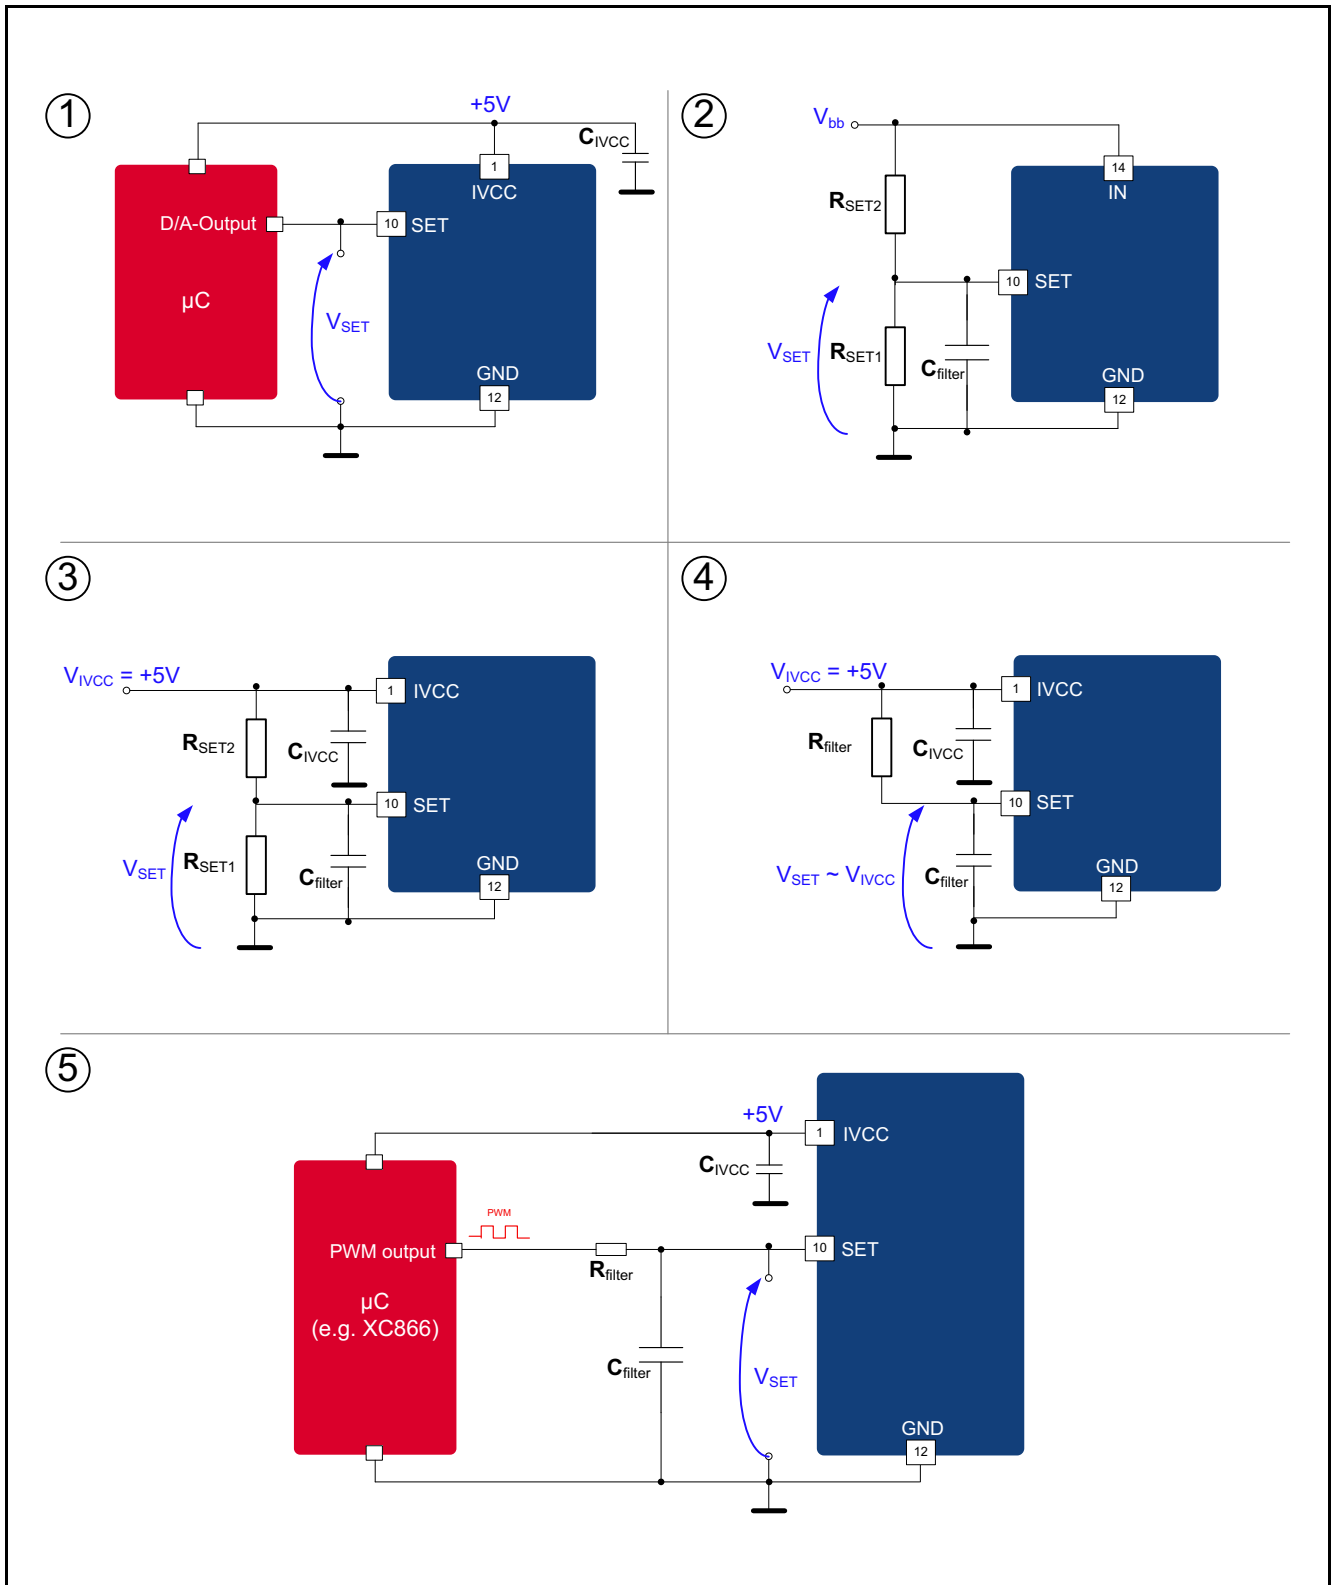 1
+5V
CIVCC
1
IVCC
D/A-Output
10
SET
µC
VSET
GND
12
2
Vbb
14
IN
RSET2
10
SET
VSET
RSET1
Cfilter
GND
12
3
VIVCC = +5V
1
IVCC
RSET2
CIVCC
10
SET
VSET
RSET1
Cfilter
GND
12
4
VIVCC = +5V
1
IVCC
Rfilter
CIVCC
10
SET
VSET ~ VIVCC
Cfilter
GND
12
5
+5V
1
IVCC
CIVCC
PWM
PWM output
10
SET
Rfilter
µC
(e.g. XC866)
Cfilter
VSET
GND
12